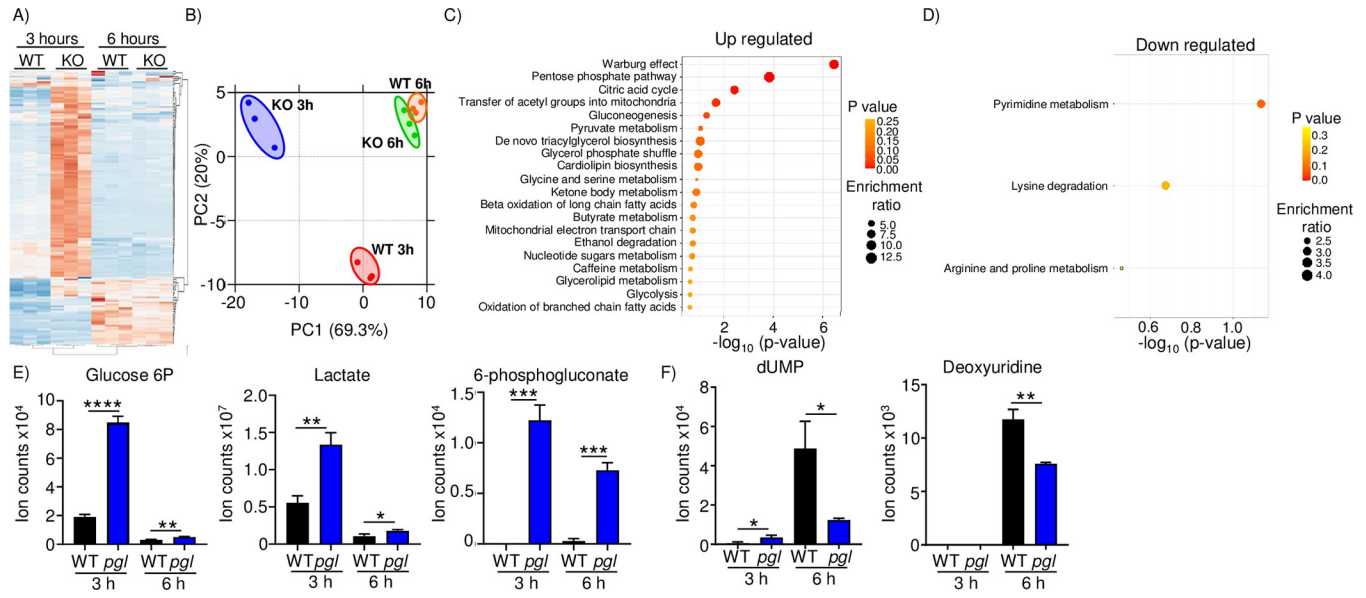 A)
3 hours 6 hours
WT KO WT KO
B)
KO 3h
WT 6h
KO 6h
WT 3h
PC2 (20%)
5
0
-5
-10
-20 -10 0 10
PC1 (69.3%)
C)
Up regulated
Warburg effect
Pentose phosphate pathway
Citric acid cycle
Transfer of acetyl groups into mitochondria
Gluconeogenesis
Pyruvate metabolism
De novo triacylglycerol biosynthesis
Glycerol phosphate shuffle
Cardiolipin biosynthesis
Glycine and serine metabolism
Ketone body metabolism
Beta oxidation of long chain fatty acids
Butyrate metabolism
Mitochondrial electron transport chain
Ethanol degradation
Nucleotide sugars metabolism
Caffeine metabolism
Glycerolipid metabolism
Glycolysis
Oxidation of branched chain fatty acids
2 4 6
-log10 (p-value)
P value
0.25
0.20
0.15
0.10
0.05
0.00
Enrichment
ratio
5.0
7.5
10.0
12.5
D)
Down regulated
Pyrimidine metabolism
Lysine degradation
Arginine and proline metabolism
0.6 0.8 1.0
-log10 (p-value)
P value
0.3
0.2
0.1
0.0
Enrichment
ratio
2.5
3.0
3.5
4.0
E)
Glucose 6P
Ion counts x10^4
10
8
6
4
2
0
****
**
WT pgl WT pgl
3 h 6 h
Lactate
Ion counts x10^7
2.0
1.5
1.0
0.5
0
**
*
WT pgl WT pgl
3 h 6 h
6-phosphogluconate
Ion counts x10^4
1.5
1.0
0.5
0
***
***
WT pgl WT pgl
3 h 6 h
F)
dUMP
Ion counts x10^4
8
6
4
2
0
*
*
WT pgl WT pgl
3 h 6 h
Deoxyuridine
Ion counts x10^3
15
10
5
0
**
WT pgl WT pgl
3 h 6 h